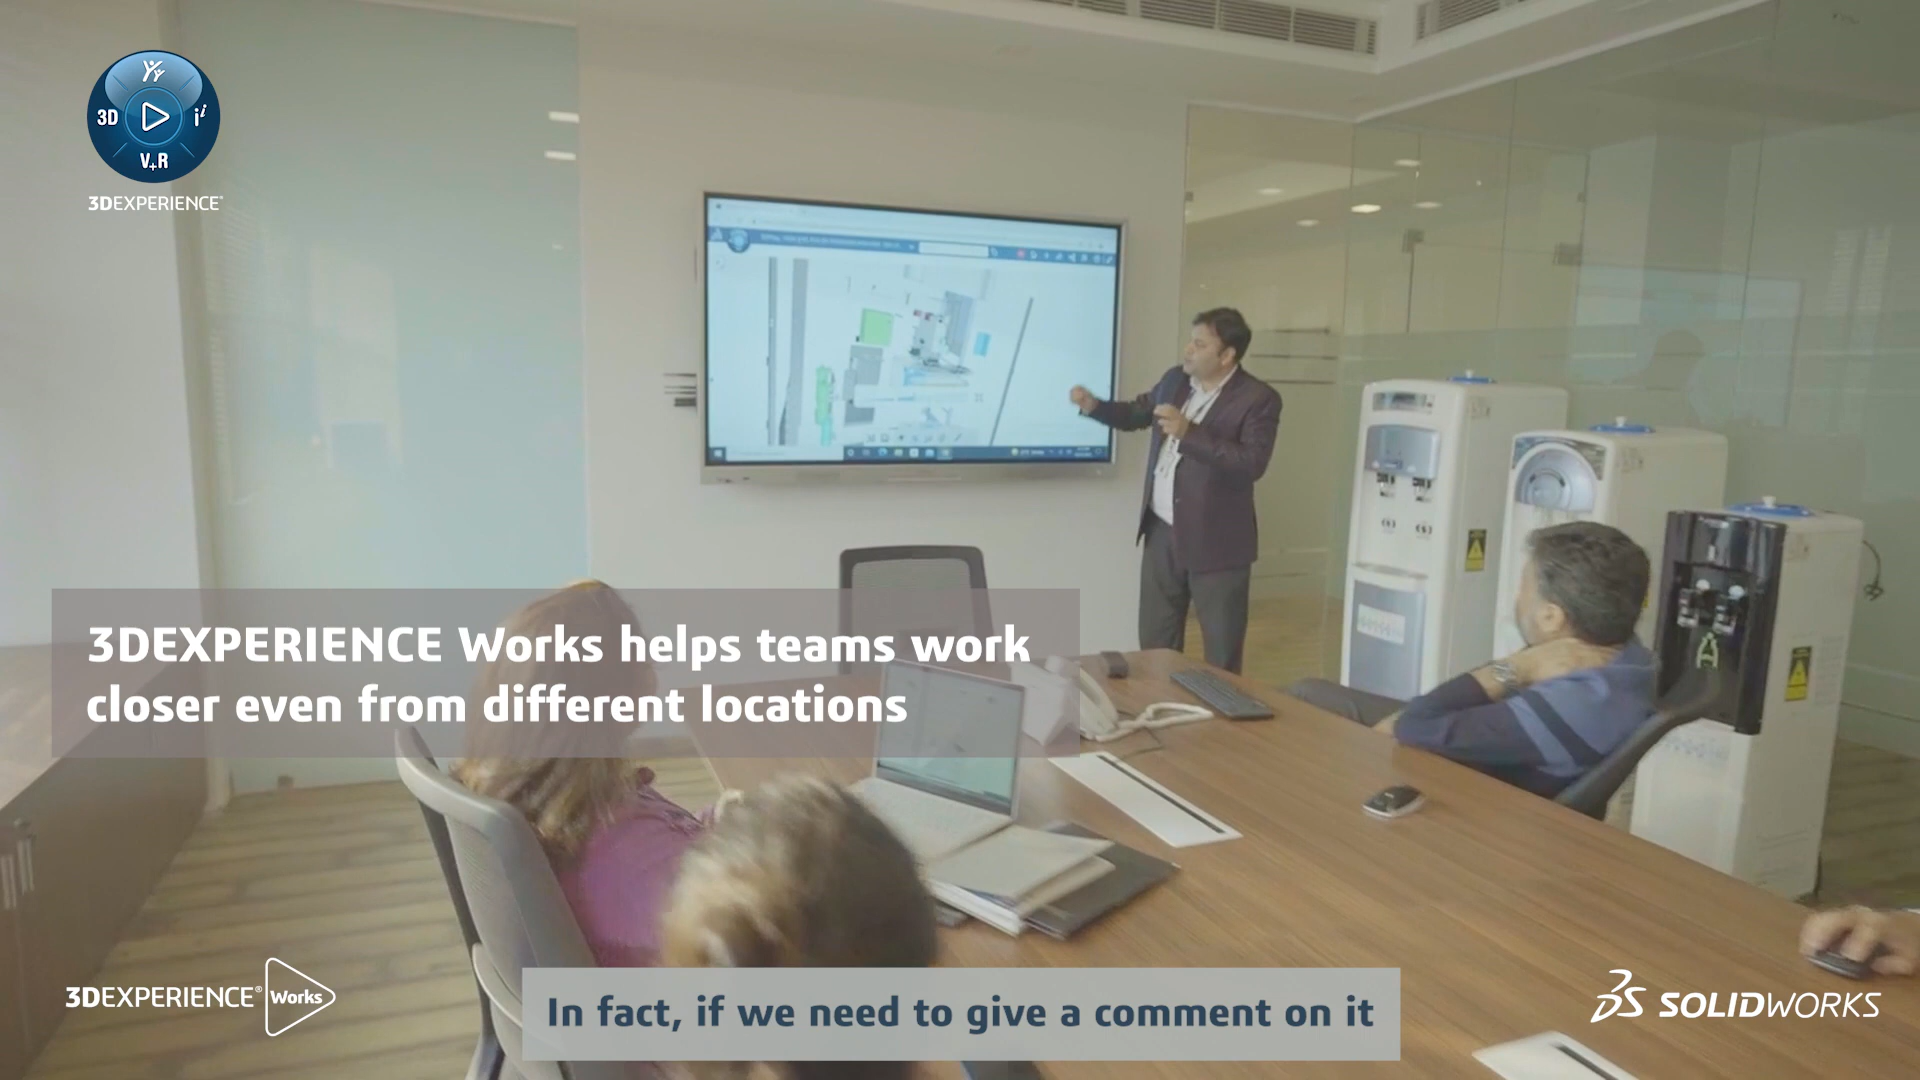 3D
V+R
3DEXPERIENCE®
3DEXPERIENCE Works helps teams work
closer even from different locations
3DEXPERIENCE® Works
In fact, if we need to give a comment on it
SOLIDWORKS